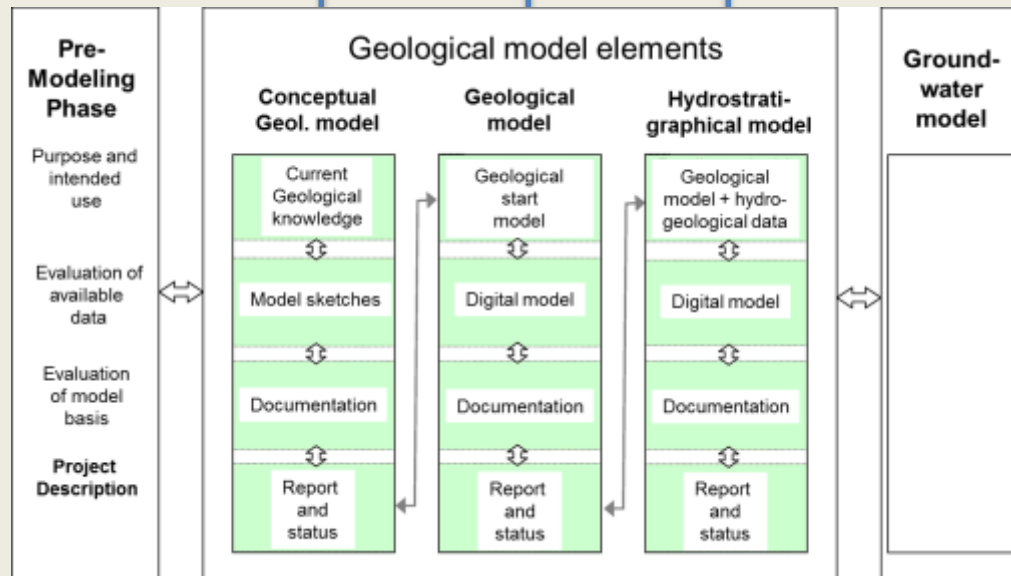 Pre-
Modeling
Phase
Purpose and
intended
use
Evaluation of
available
data
Evaluation
of model
basis
Project
Description
Geological model elements
Conceptual
Geol. model
Current
Geological
knowledge
Model sketches
Documentation
Report
and
status
Geological
model
Geological
start
model
Digital model
Documentation
Report
and
status
Hydrostrati-
graphical model
Geological
model + hydro-
geological data
Digital model
Documentation
Report
and
status
Ground-
water
model